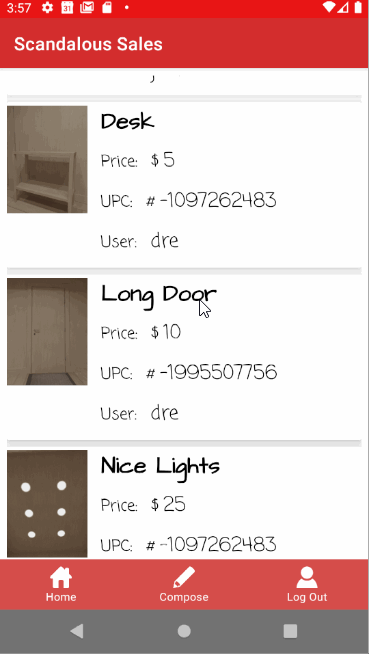 3:57
Scandalous Sales
Desk
Price: $ 5
UPC: # -1097262483
User: dre
Long Door
Price: $ 10
UPC: # -1995507756
User: dre
Nice Lights
Price: $ 25
UPC: # -1097262483
Home Compose Log Out